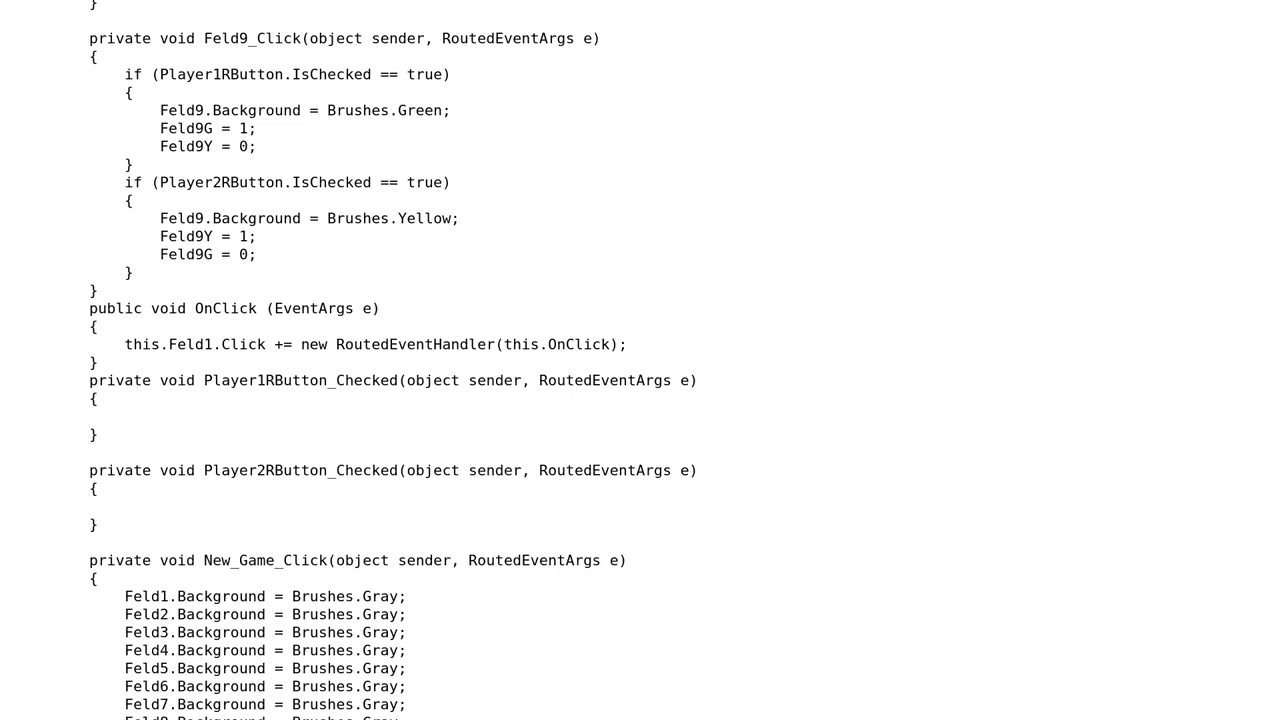 }
private void Feld9_Click(object sender, RoutedEventArgs e)
{
if (Player1RButton.IsChecked == true)
{
Feld9.Background = Brushes.Green;
Feld9G = 1;
Feld9Y = 0;
}
if (Player2RButton.IsChecked == true)
{
Feld9.Background = Brushes.Yellow;
Feld9Y = 1;
Feld9G = 0;
}
}
public void OnClick (EventArgs e)
{
this.Feld1.Click += new RoutedEventHandler(this.OnClick);
}
private void Player1RButton_Checked(object sender, RoutedEventArgs e)
{
}
private void Player2RButton_Checked(object sender, RoutedEventArgs e)
{
}
private void New_Game_Click(object sender, RoutedEventArgs e)
{
Feld1.Background = Brushes.Gray;
Feld2.Background = Brushes.Gray;
Feld3.Background = Brushes.Gray;
Feld4.Background = Brushes.Gray;
Feld5.Background = Brushes.Gray;
Feld6.Background = Brushes.Gray;
Feld7.Background = Brushes.Gray;